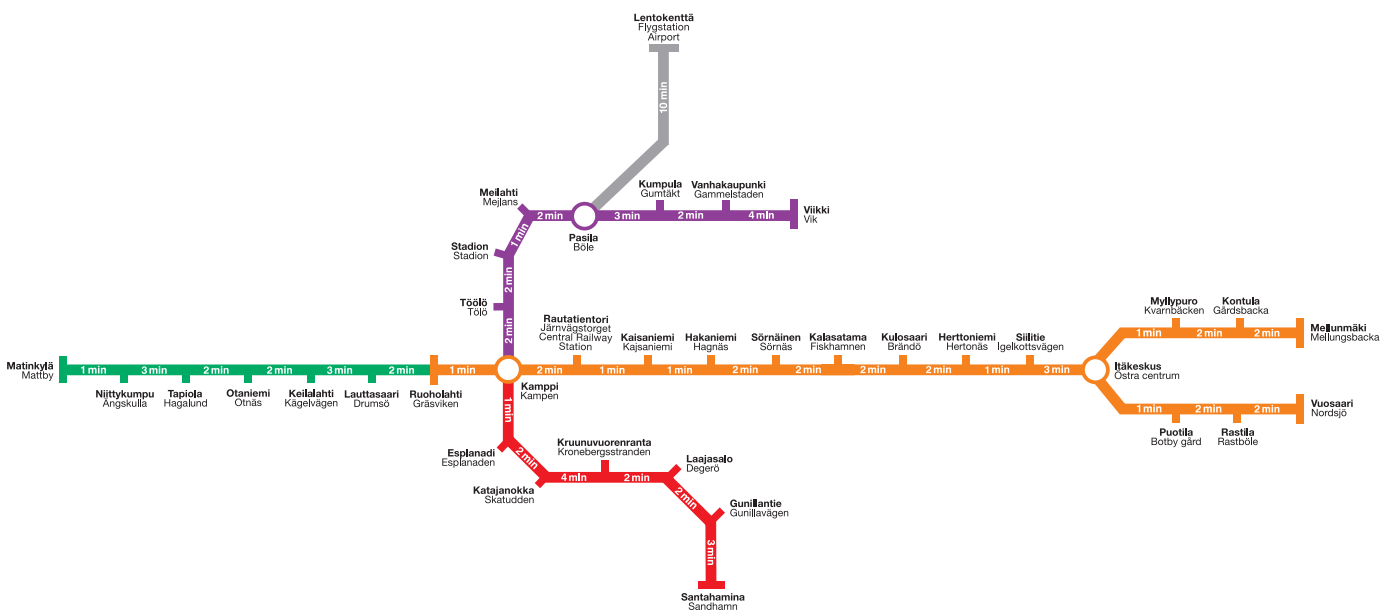 Lentokenttä
Flygstation
Airport
10 min
Meilahti
Mejlans
2 min
Pasila
Böle
3 min
Kumpula
Gumtäkt
2 min
Vanhakaupunki
Gammelstaden
4 min
Viikki
Vik
1 min
Stadion
Stadion
2 min
Töölö
Tölö
2 min
Matinkylä
Mattby
1 min
Niittykumpu
Ängskulla
3 min
Tapiola
Hagalund
2 min
Otaniemi
Otnäs
2 min
Keilalahti
Kägelvägen
3 min
Lauttasaari
Drumsö
2 min
Ruoholahti
Gräsviken
1 min
Kamppi
Kampen
2 min
Rautatientori
Järnvägstorget
Central Railway
Station
1 min
Kaisaniemi
Kajsaniemi
1 min
Hakaniemi
Hagnäs
2 min
Sörnäinen
Sörnäs
2 min
Kalasatama
Fiskhamnen
2 min
Kulosaari
Brändö
2 min
Herttoniemi
Hertonäs
1 min
Siilitie
Igelkottsvägen
3 min
Itäkeskus
Östra centrum
1 min
Myllypuro
Kvarnbäcken
2 min
Kontula
Gårdsbacka
2 min
Mellunmäki
Mellungsbacka
1 min
Puotila
Botby gård
2 min
Rastila
Rastböle
2 min
Vuosaari
Nordsjö
1 min
Esplanadi
Esplanaden
2 min
Katajanokka
Skatudden
4 min
Kruunuvuorenranta
Kronebergsstranden
2 min
Laajasalo
Degerö
2 min
Gunillantie
Gunillavägen
3 min
Santahamina
Sandhamn